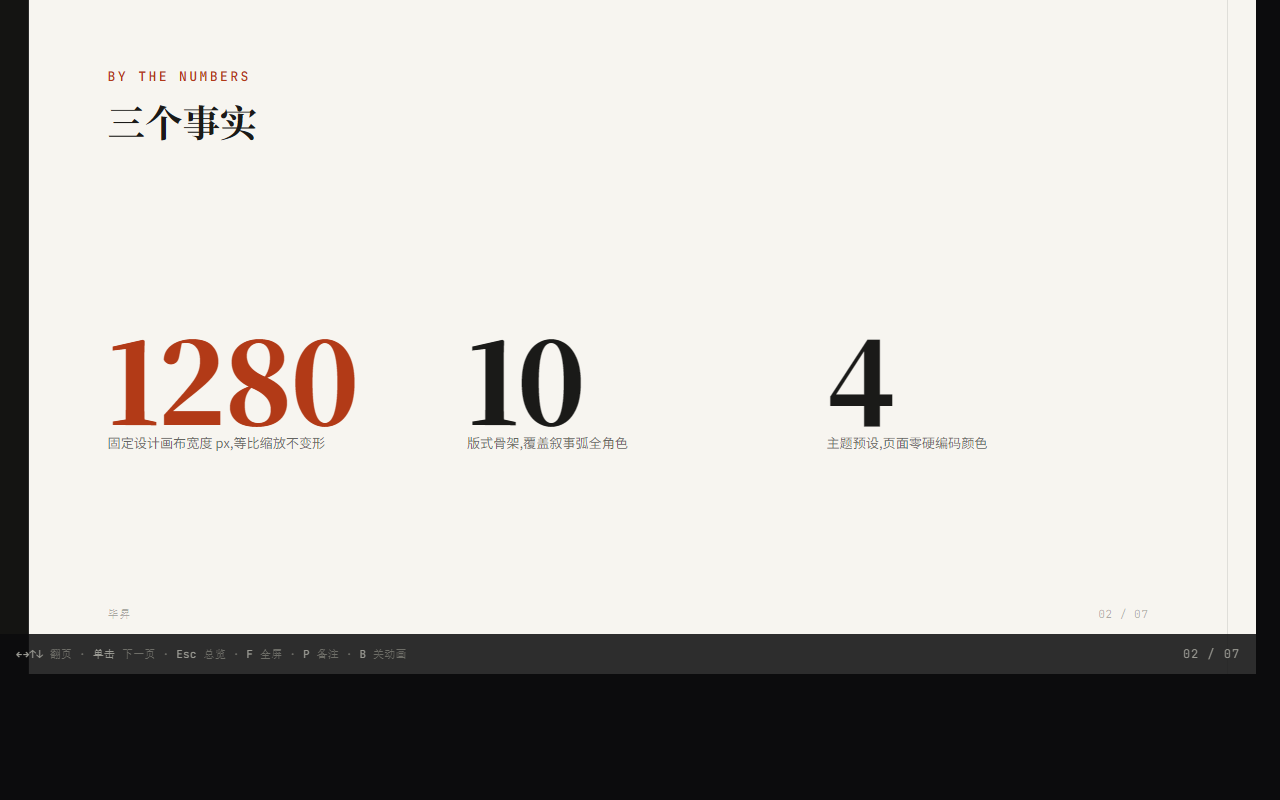 BY THE NUMBERS
三个事实
1280
固定设计画布宽度 px,等比缩放不变形
10
版式骨架,覆盖叙事弧全角色
4
主题预设,页面零硬编码颜色
毕昇
02 / 07
←→↑↓ 翻页 · 单击 下一页 · Esc 总览 · F 全屏 · P 备注 · B 关动画
02 / 07